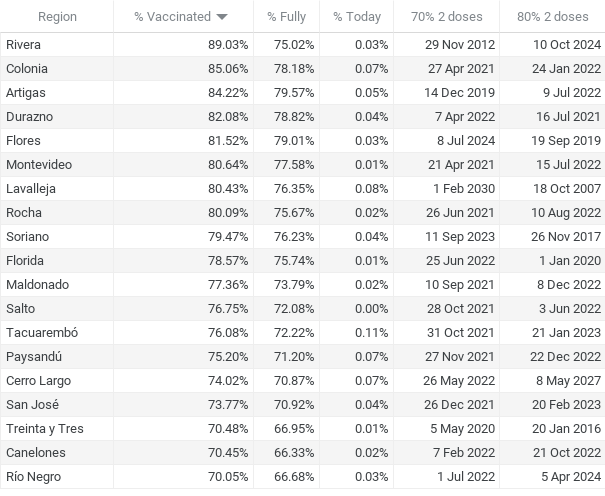 Region % Vaccinated % Fully % Today 70% 2 doses 80% 2 doses
Rivera 89.03% 75.02% 0.03% 29 Nov 2012 10 Oct 2024
Colonia 85.06% 78.18% 0.07% 27 Apr 2021 24 Jan 2022
Artigas 84.22% 79.57% 0.05% 14 Dec 2019 9 Jul 2022
Durazno 82.08% 78.82% 0.04% 7 Apr 2022 16 Jul 2021
Flores 81.52% 79.01% 0.03% 8 Jul 2024 19 Sep 2019
Montevideo 80.64% 77.58% 0.01% 21 Apr 2021 15 Jul 2022
Lavalleja 80.43% 76.35% 0.08% 1 Feb 2030 18 Oct 2007
Rocha 80.09% 75.67% 0.02% 26 Jun 2021 10 Aug 2022
Soriano 79.47% 76.23% 0.04% 11 Sep 2023 26 Nov 2017
Florida 78.57% 75.74% 0.01% 25 Jun 2022 1 Jan 2020
Maldonado 77.36% 73.79% 0.02% 10 Sep 2021 8 Dec 2022
Salto 76.75% 72.08% 0.00% 28 Oct 2021 3 Jun 2022
Tacuarembó 76.08% 72.22% 0.11% 31 Oct 2021 21 Jan 2023
Paysandú 75.20% 71.20% 0.07% 27 Nov 2021 22 Dec 2022
Cerro Largo 74.02% 70.87% 0.07% 26 May 2022 8 May 2027
San José 73.77% 70.92% 0.04% 26 Dec 2021 20 Feb 2023
Treinta y Tres 70.48% 66.95% 0.01% 5 May 2020 20 Jan 2016
Canelones 70.45% 66.33% 0.02% 7 Feb 2022 21 Oct 2022
Río Negro 70.05% 66.68% 0.03% 1 Jul 2022 5 Apr 2024